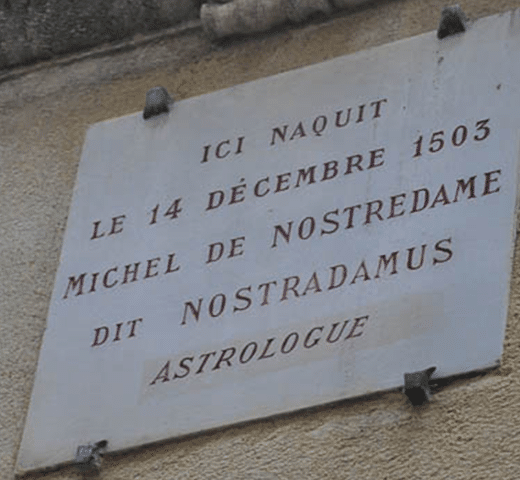 ICI NAQUIT
LE 14 DÉCEMBRE 1503
MICHEL DE NOSTREDAME
DIT NOSTRADAMUS
ASTROLOGUE